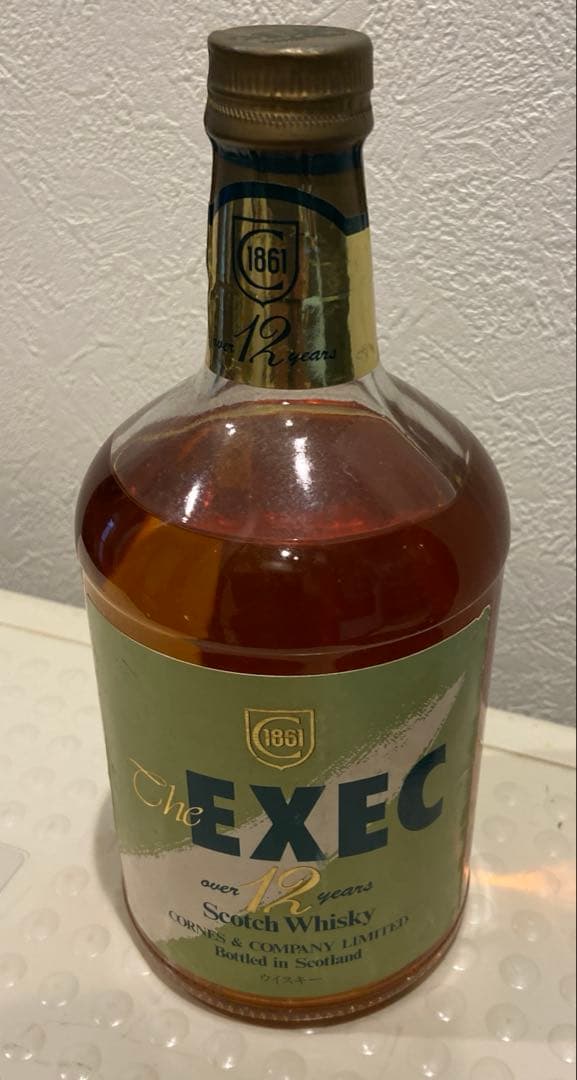 C 1861
over 12 years
C 1861
The EXEC
over 12 years
Scotch Whisky
CORNES & COMPANY LIMITED
Bottled in Scotland
ウイスキー